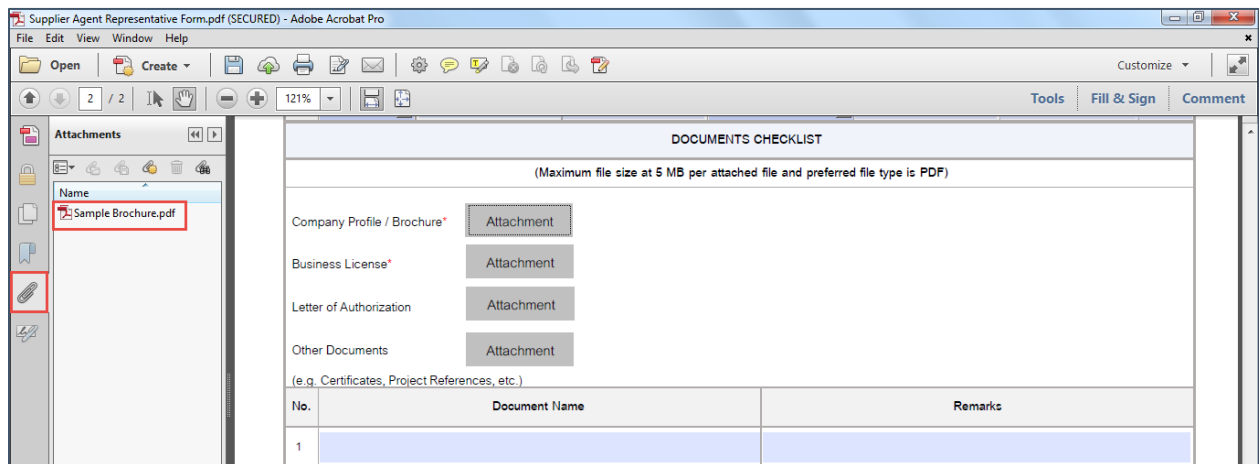 Supplier Agent Representative Form.pdf (SECURED) - Adobe Acrobat Pro
File Edit View Window Help
Open Create Customize
2 / 2 121% Tools Fill & Sign Comment
Attachments
Name
Sample Brochure.pdf
DOCUMENTS CHECKLIST
(Maximum file size at 5 MB per attached file and preferred file type is PDF)
Company Profile / Brochure* Attachment
Business License* Attachment
Letter of Authorization Attachment
Other Documents Attachment
(e.g. Certificates, Project References, etc.)
No. Document Name Remarks
1